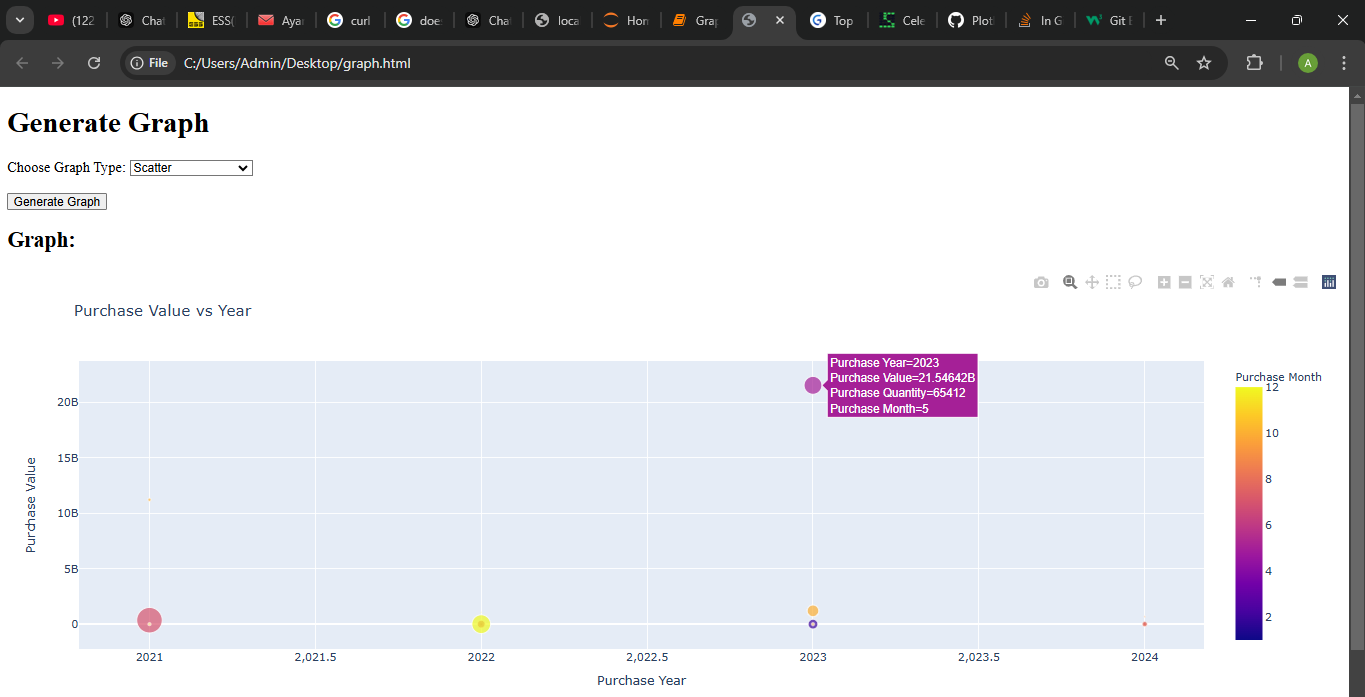 (122
Chat
ESS(
Ayar
curl
doe
Chat
loca
Hom
Grap
Top
Cele
Plot
In G
Git B
File
C:/Users/Admin/Desktop/graph.html
A
Generate Graph
Choose Graph Type: Scatter
Generate Graph
Graph:
Purchase Value vs Year
Purchase Year=2023
Purchase Value=21.54642B
Purchase Quantity=65412
Purchase Month=5
Purchase Value
20B
15B
10B
5B
0
2021
2,021.5
2022
2,022.5
2023
2,023.5
2024
Purchase Year
Purchase Month
12
10
8
6
4
2